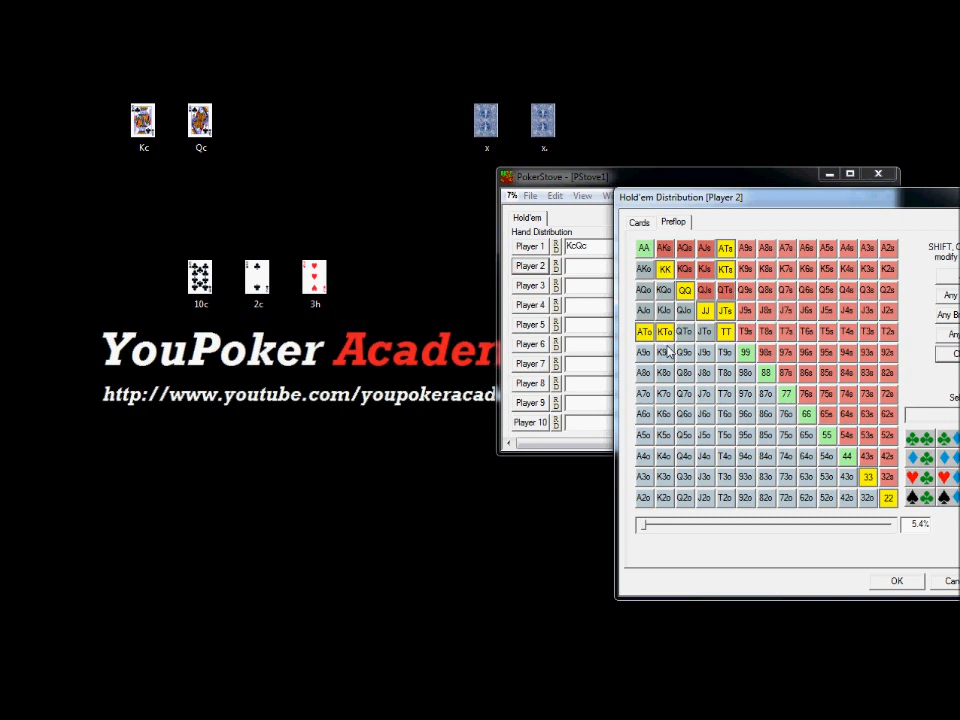 Kc Qc x x.
PokerStove - [PStove1]
7% File Edit View
Hold'em Distribution [Player 2]
Hold'em
Cards Preflop
Hand Distribution
Player 1 R D KcQc
Player 2 R D
Player 3 R D
Player 4 R D
Player 5 R D
Player 6 R D
Player 7 R D
Player 8 R D
Player 9 R D
Player 10 R D
AA AKs AQs AJs ATs A9s A8s A7s A6s A5s A4s A3s A2s
AKo KK KQs KJs KTs K9s K8s K7s K6s K5s K4s K3s K2s
AQo KQo QQ QJs QTs Q9s Q8s Q7s Q6s Q5s Q4s Q3s Q2s
AJo KJo QJo JJ JTs J9s J8s J7s J6s J5s J4s J3s J2s
ATo KTo QTo JTo TT T9s T8s T7s T6s T5s T4s T3s T2s
A9o K9o Q9o J9o T9o 99 98s 97s 96s 95s 94s 93s 92s
A8o K8o Q8o J8o T8o 98o 88 87s 86s 85s 84s 83s 82s
A7o K7o Q7o J7o T7o 97o 87o 77 76s 75s 74s 73s 72s
A6o K6o Q6o J6o T6o 96o 86o 76o 66 65s 64s 63s 62s
A5o K5o Q5o J5o T5o 95o 85o 75o 65o 55 54s 53s 52s
A4o K4o Q4o J4o T4o 94o 84o 74o 64o 54o 44 43s 42s
A3o K3o Q3o J3o T3o 93o 83o 73o 63o 53o 43o 33 32s
A2o K2o Q2o J2o T2o 92o 82o 72o 62o 52o 42o 32o 22
SHIFT, C
modify
Any
Any B
Any
Sel
5.4%
OK Can
10c 2c 3h
YouPoker Academ
http://www.youtube.com/youpokeracad